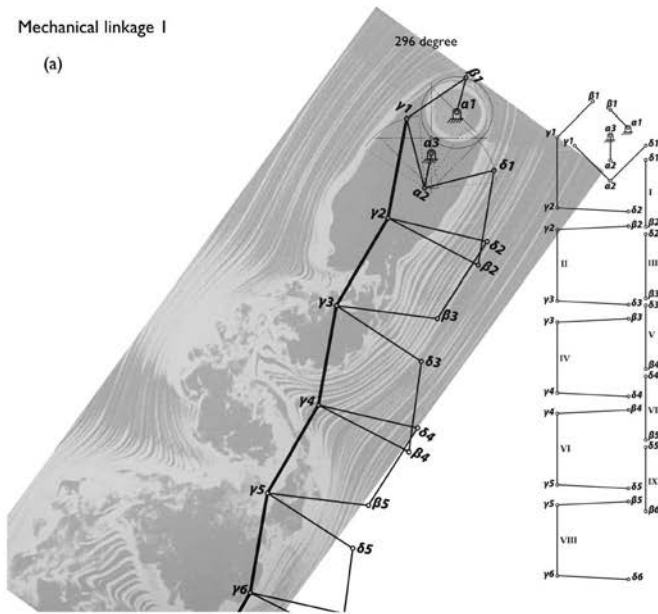 Mechanical linkage I
(a)
296 degree
β1
γ1
α1
α3
δ1
α2
γ2
δ2
β2
γ3
β3
δ3
γ4
δ4
β4
γ5
β5
δ5
γ6
β1
β1
α1
α3
γ1
γ1
δ1
δ1
α2
α2
I
γ2
δ2
γ2
β2
β2
δ2
II
III
γ3
δ3
β3
δ3
γ3
β3
IV
V
β4
δ4
γ4
δ4
γ4
β4
VI
VI
β5
δ5
γ5
δ5
IX
γ5
β5
β6
VIII
γ6
δ6